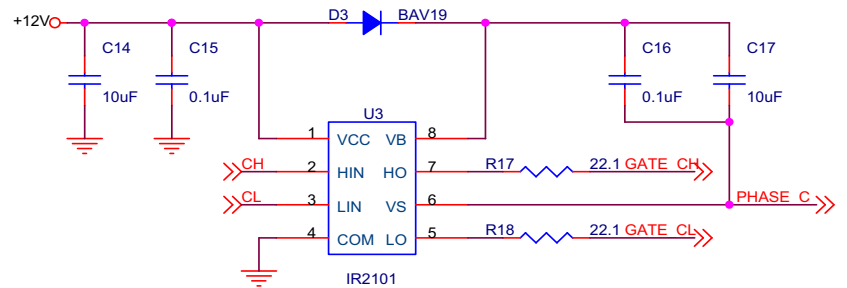 +12V D3 BAV19
C14 C15 C16 C17
10uF 0.1uF 0.1uF 10uF
U3
1 VCC VB 8
CH 2 HIN HO 7 R17 22.1 GATE_CH
CL 3 LIN VS 6 PHASE_C
4 COM LO 5 R18 22.1 GATE_CL
IR2101